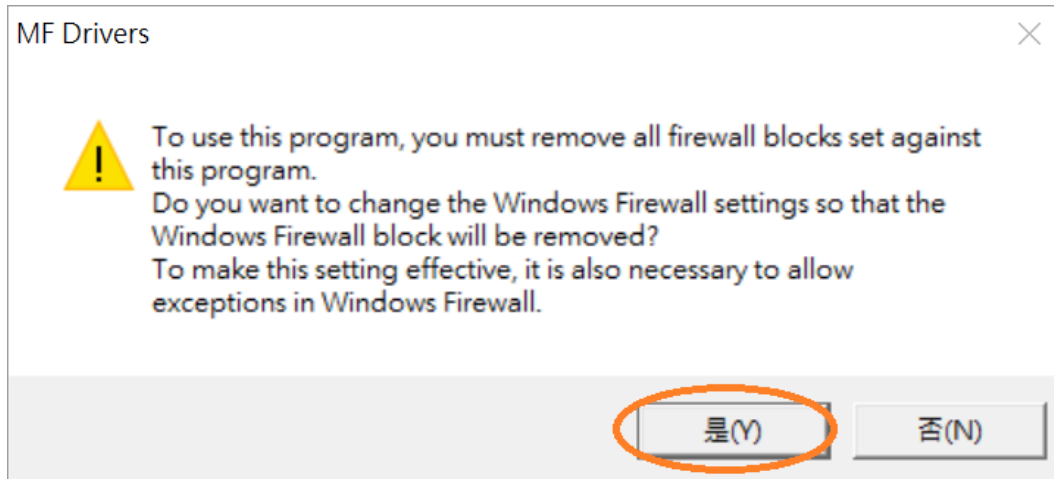 MF Drivers
To use this program, you must remove all firewall blocks set against
this program.
Do you want to change the Windows Firewall settings so that the
Windows Firewall block will be removed?
To make this setting effective, it is also necessary to allow
exceptions in Windows Firewall.
是(Y) 否(N)